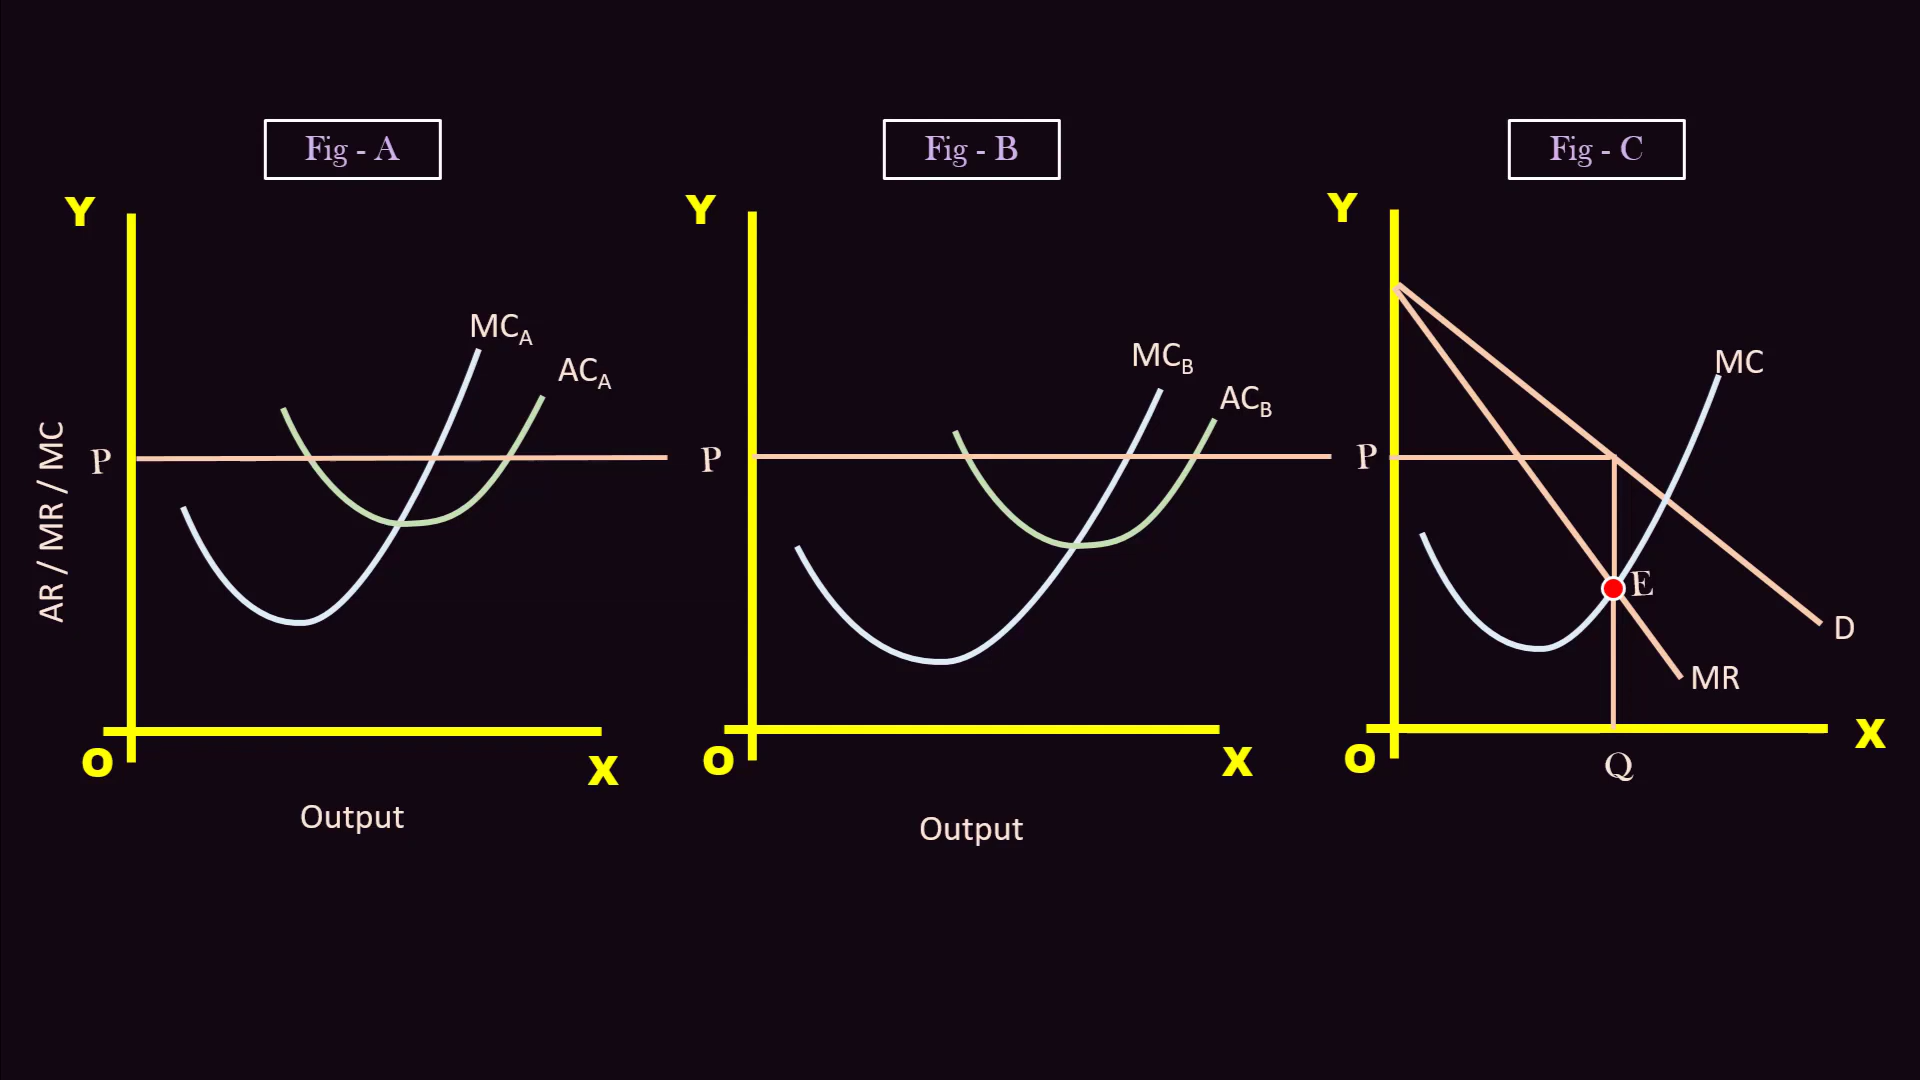 Fig - A
Y
MCA
ACA
AR / MR / MC
P
O
X
Output
Fig - B
Y
MCB
ACB
P
O
X
Output
Fig - C
Y
MC
P
E
D
MR
O
X
Q